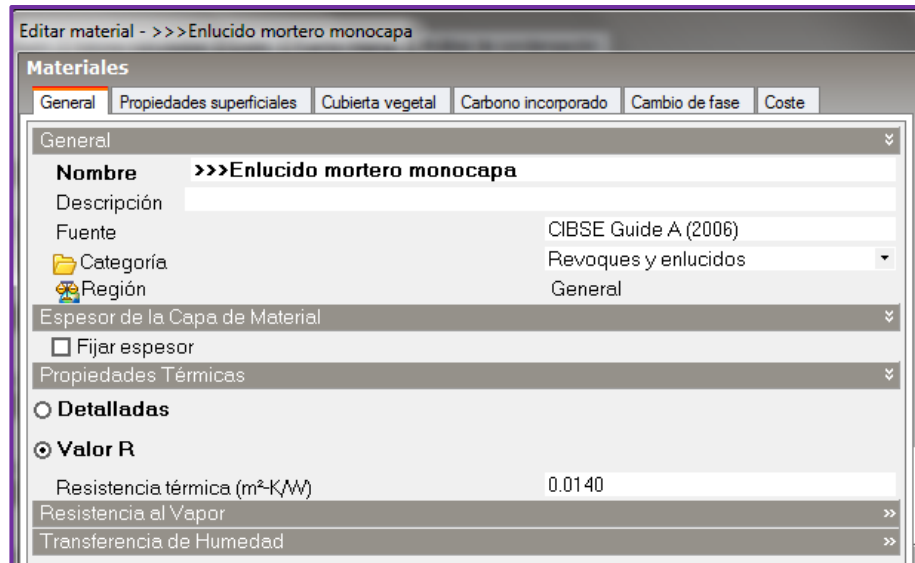 Editar material - >>>Enlucido mortero monocapa
Materiales
General Propiedades superficiales Cubierta vegetal Carbono incorporado Cambio de fase Coste
General
Nombre >>>Enlucido mortero monocapa
Descripción
Fuente CIBSE Guide A (2006)
Categoría Revoques y enlucidos
Región General
Espesor de la Capa de Material
Fijar espesor
Propiedades Térmicas
Detalladas
Valor R
Resistencia térmica (m²-K/W) 0.0140
Resistencia al Vapor
Transferencia de Humedad